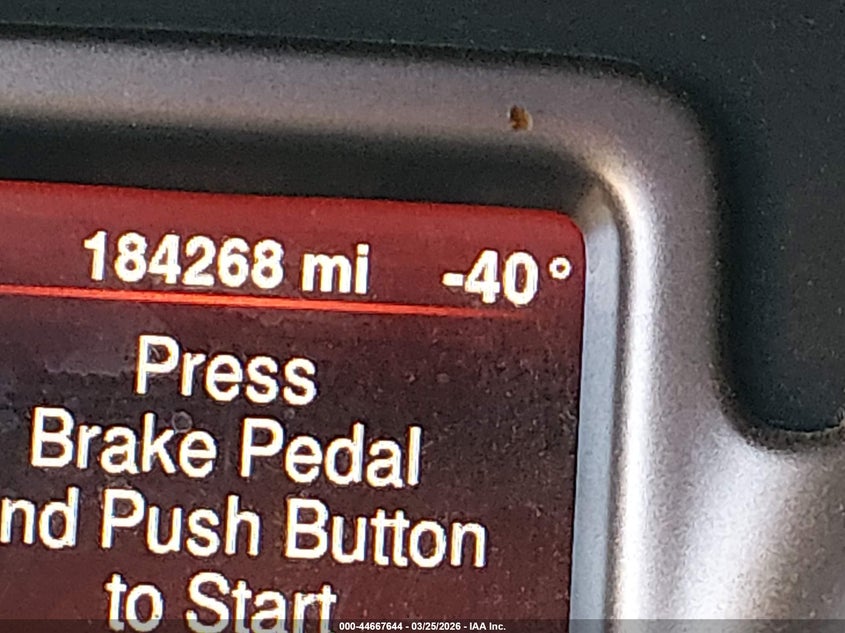 184268 mi -40°
Press
Brake Pedal
nd Push Button
to Start
000-44667644 - 03/25/2026 - IAA Inc.